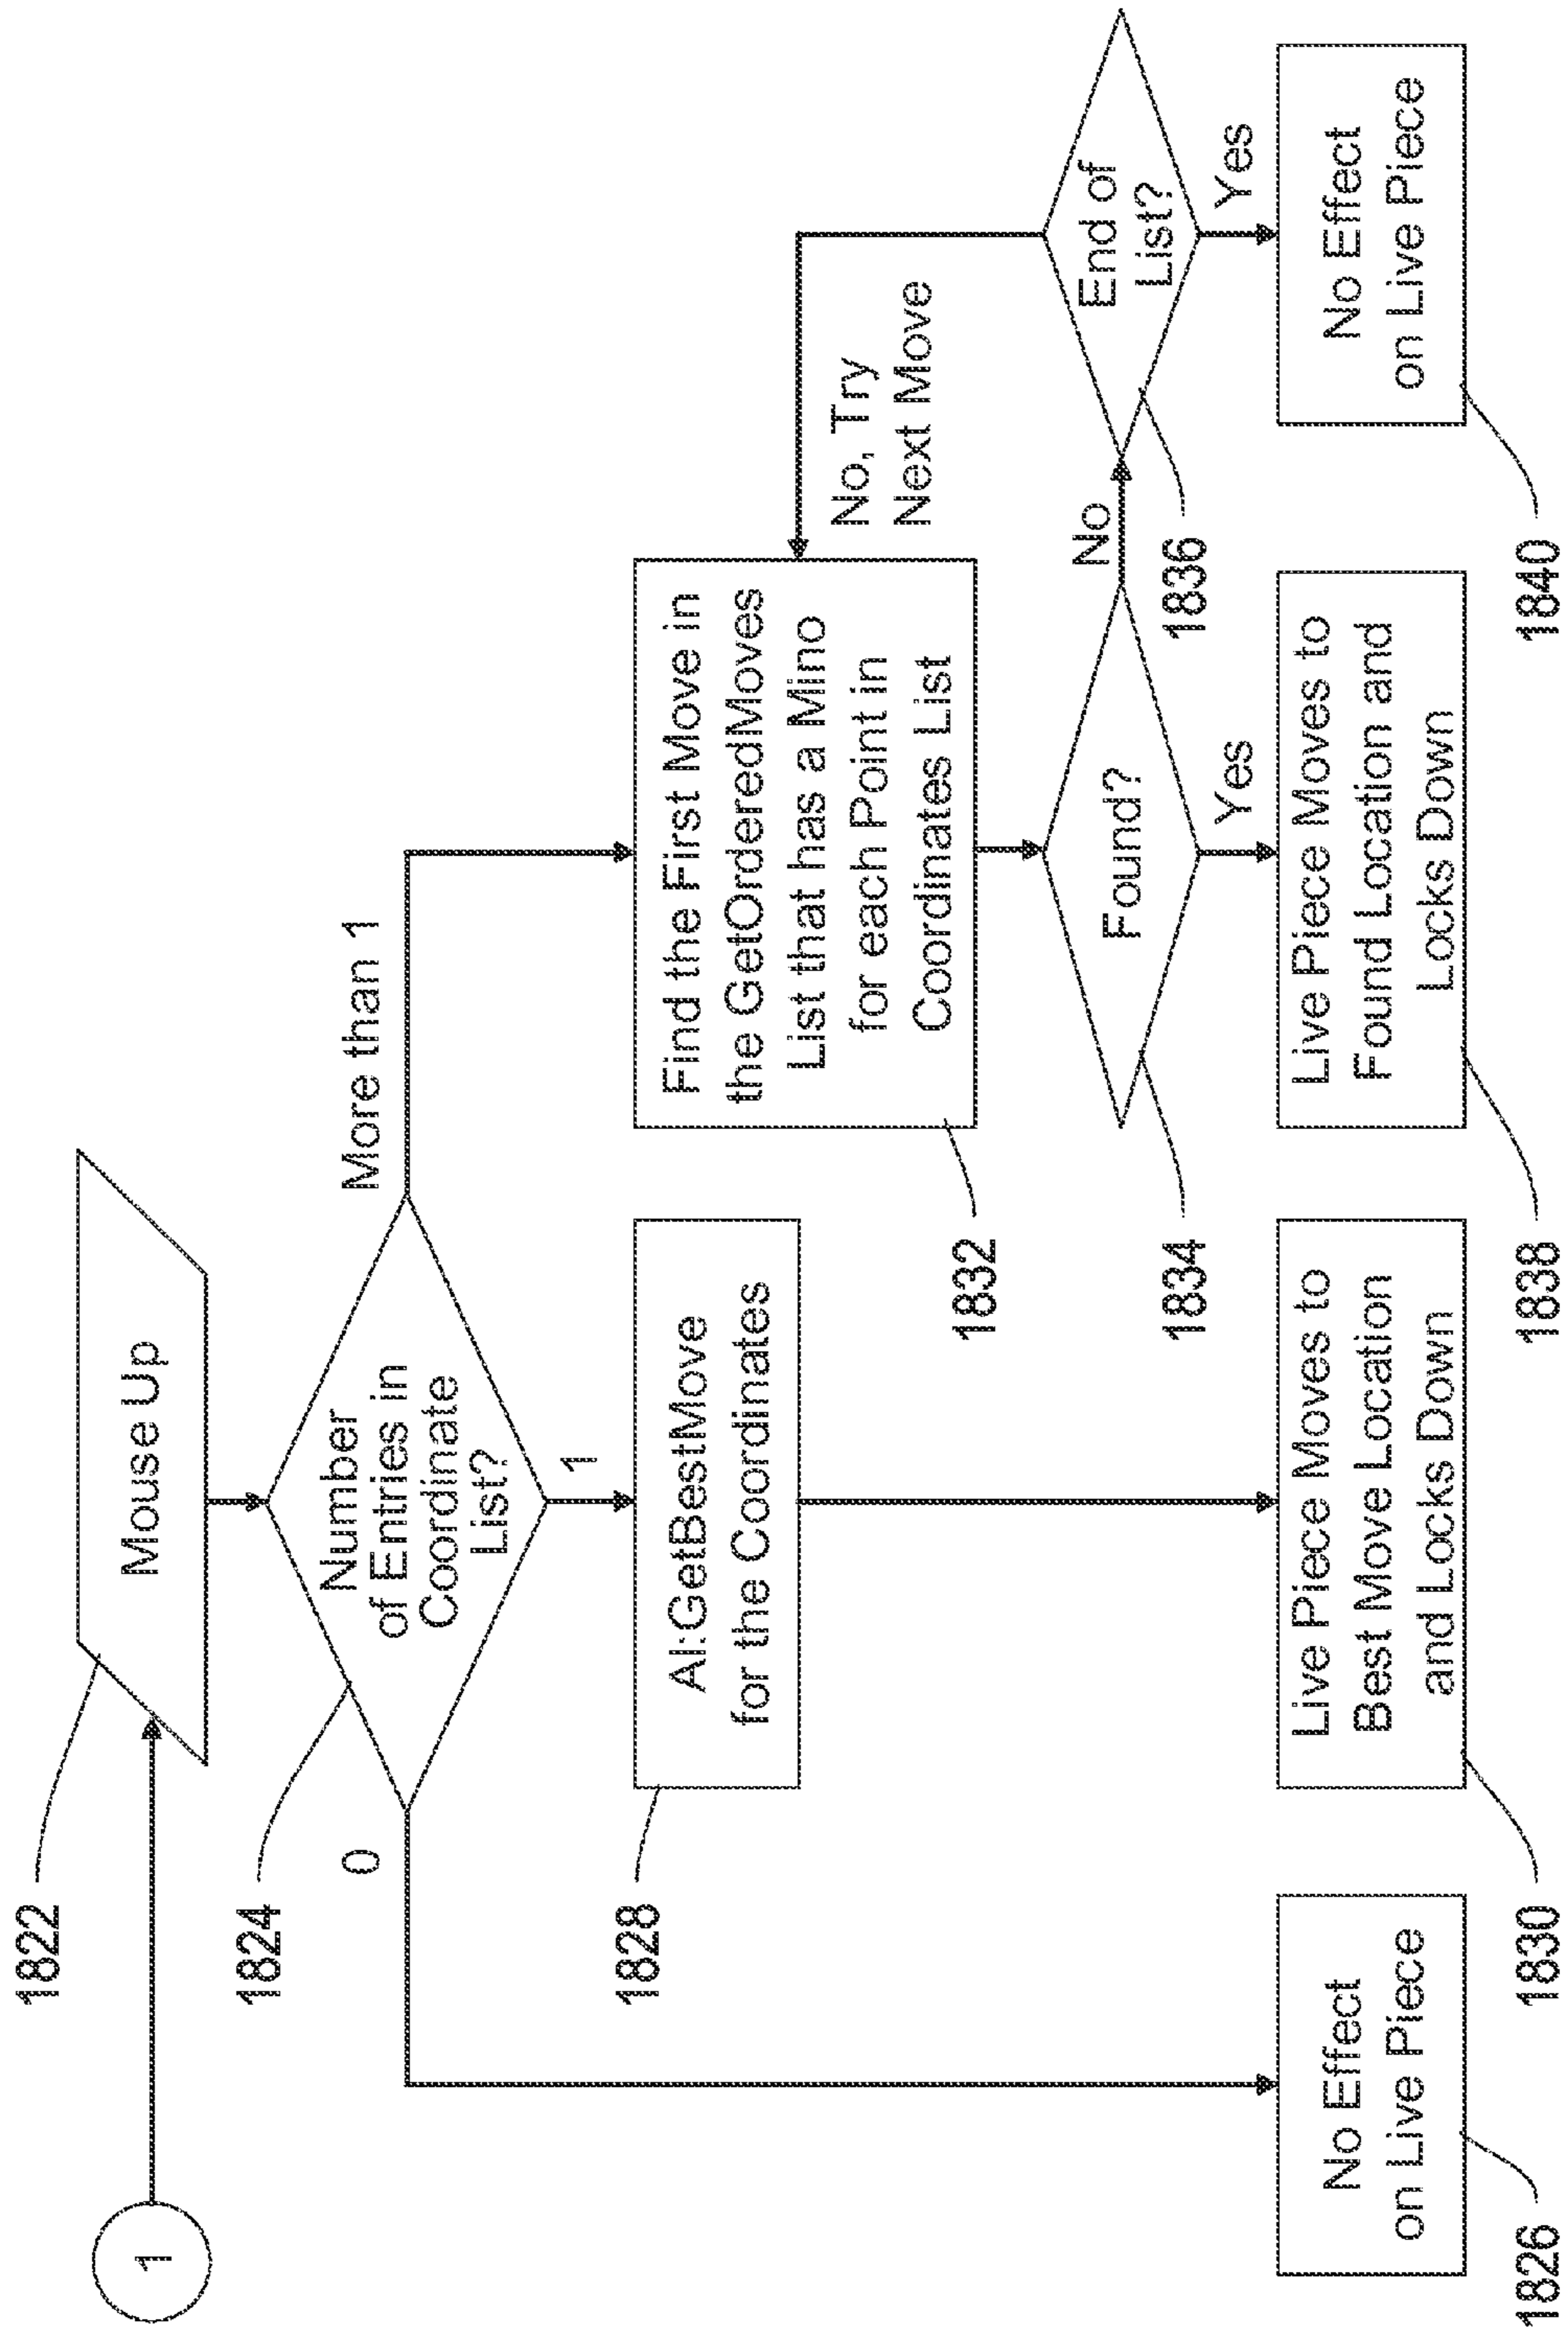 1
Mouse Up
1822
Number
of Entries in
Coordinate
List?
1824
0
1
More than 1
AI:GetBestMove
for the Coordinates
1828
Find the First Move in
the GetOrderedMoves
List that has a Mino
for each Point in
Coordinates List
1832
No, Try
Next Move
Found?
1834
No
Yes
End of
List?
1836
Yes
No Effect
on Live Piece
1826
Live Piece Moves to
Best Move Location
and Locks Down
1830
Live Piece Moves to
Found Location and
Locks Down
1838
No Effect
on Live Piece
1840